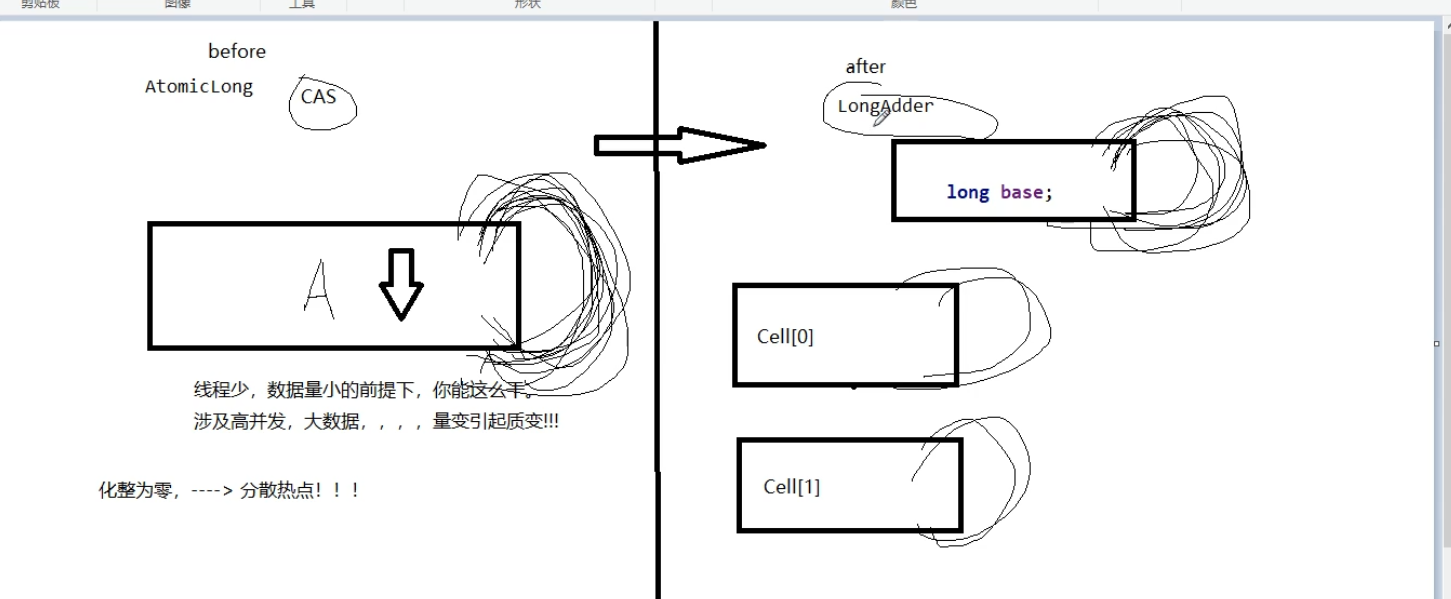 剪贴板
图像
工具
形状
颜色
before
AtomicLong
CAS
A
线程少，数据量小的前提下，你能这么干。
涉及高并发，大数据，，，，量变引起质变!!!
化整为零，----> 分散热点！！！
after
LongAdder
long base;
Cell[0]
Cell[1]